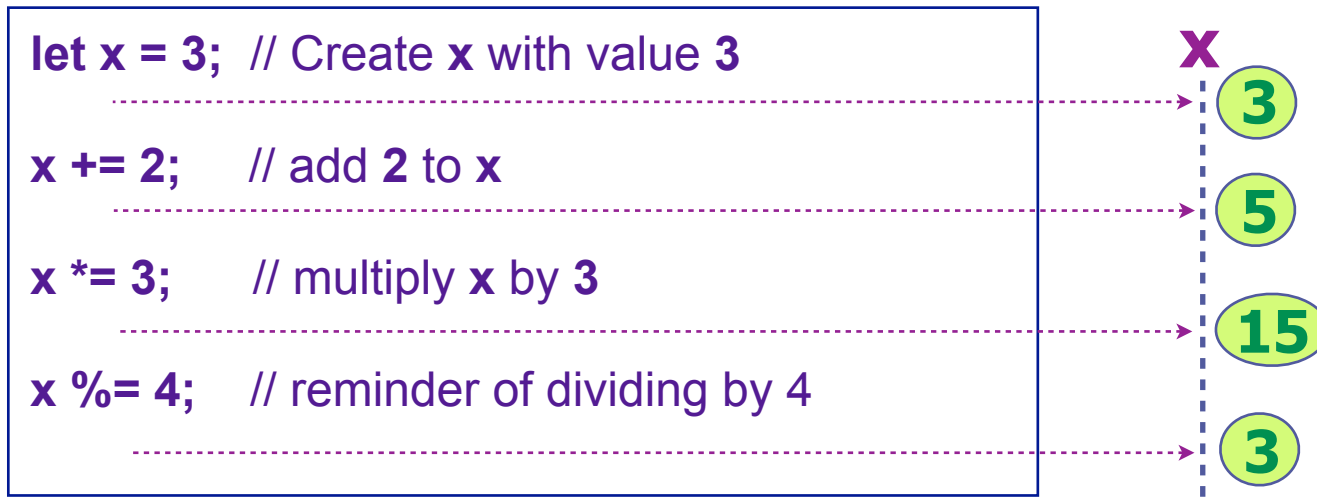 let x = 3; // Create x with value 3
x
3
x += 2; // add 2 to x
5
x *= 3; // multiply x by 3
15
x %= 4; // reminder of dividing by 4
3